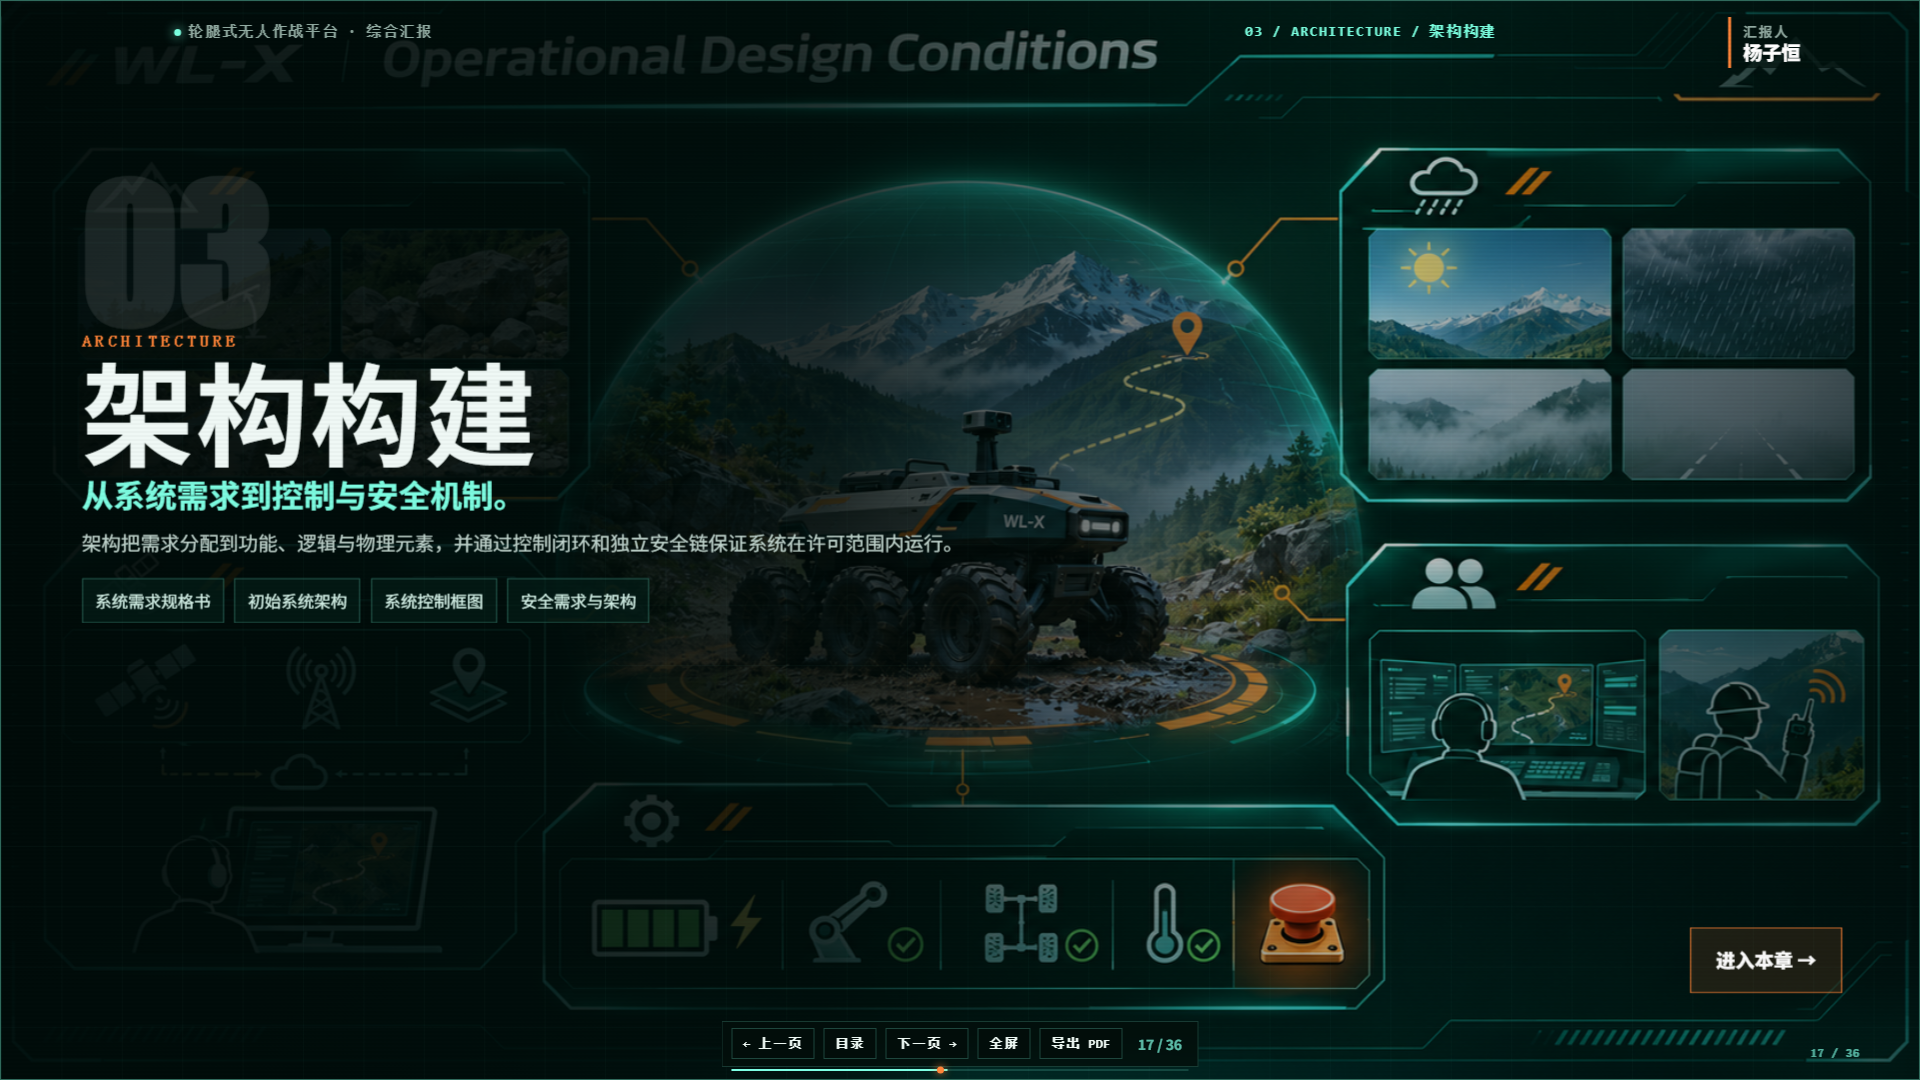 轮腿式无人作战平台 · 综合汇报
03 / ARCHITECTURE / 架构构建
汇报人
杨子恒
WL-X
Operational Design Conditions
03
ARCHITECTURE
架构构建
从系统需求到控制与安全机制。
架构把需求分配到功能、逻辑与物理元素，并通过控制闭环和独立安全链保证系统在许可范围内运行。
系统需求规格书
初始系统架构
系统控制框图
安全需求与架构
WL-X
进入本章 →
← 上一页
目录
下一页 →
全屏
导出 PDF
17 / 36
17 / 36